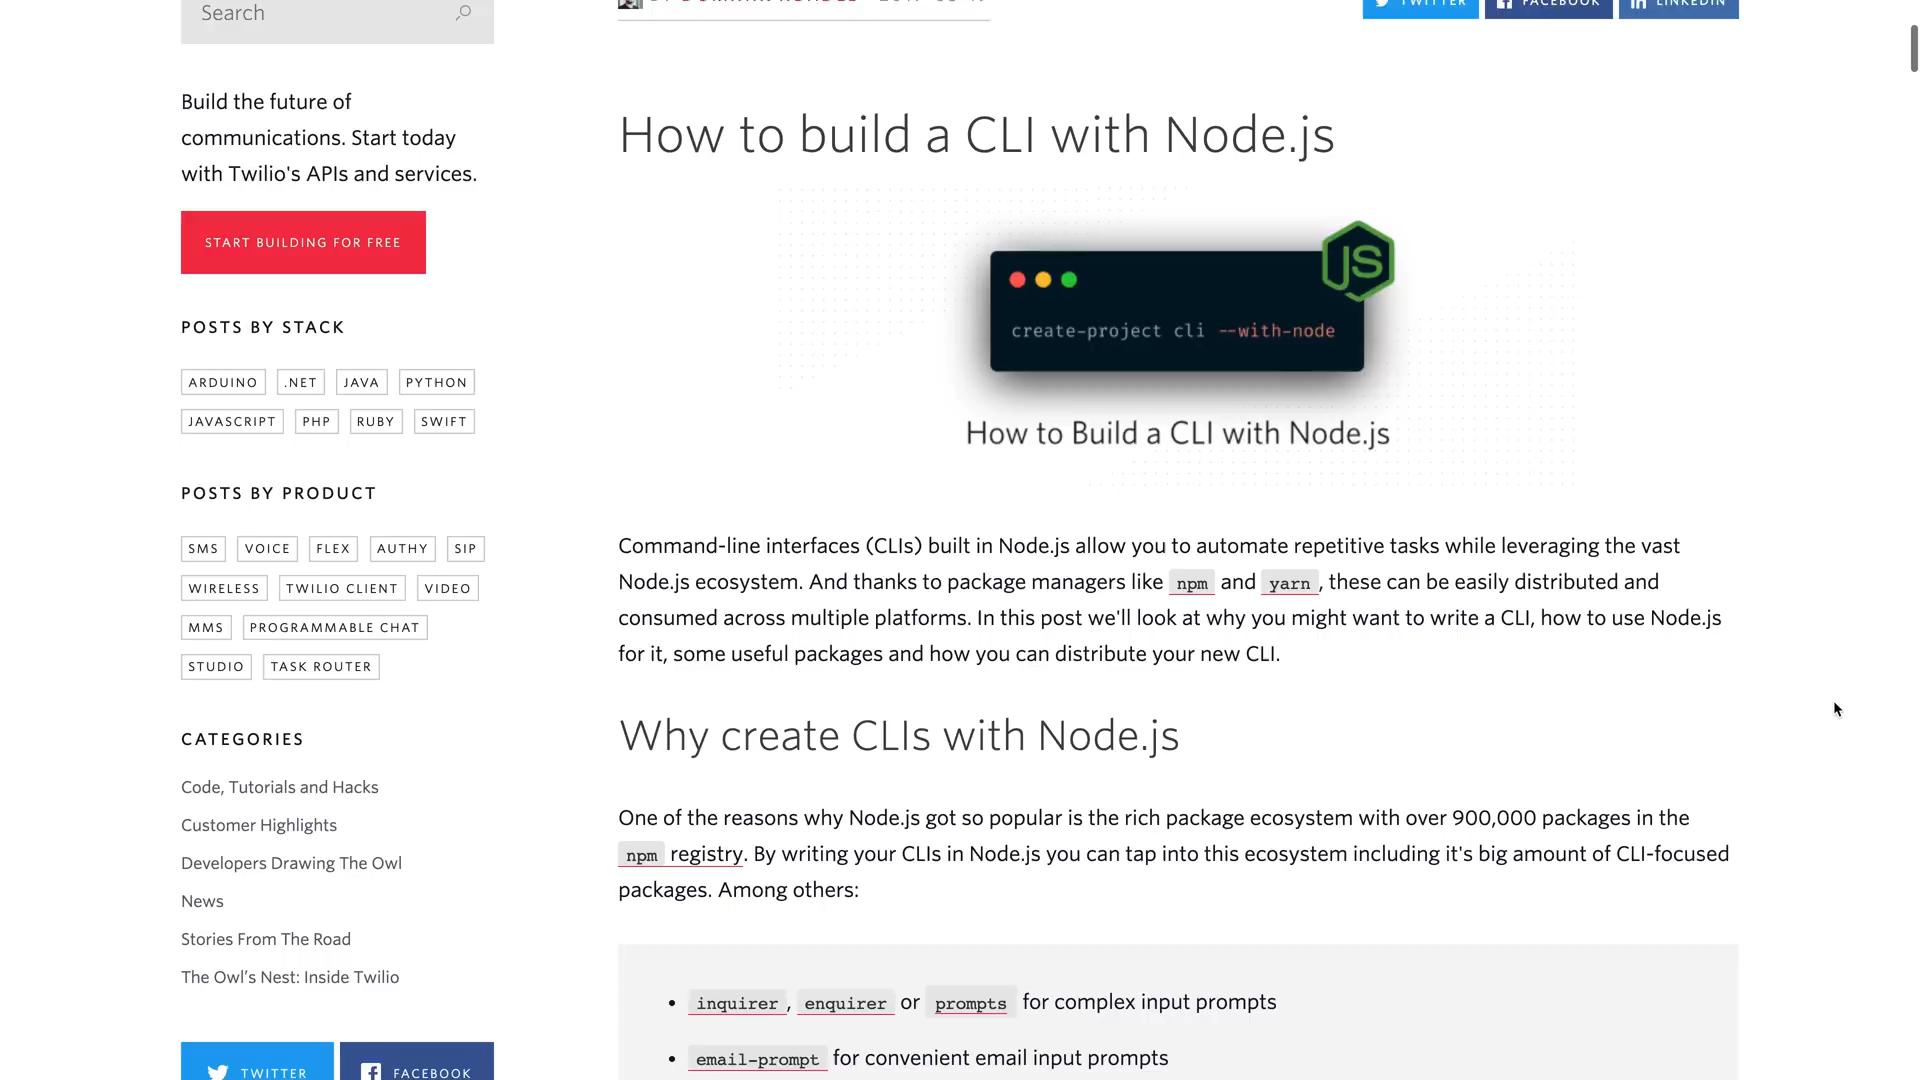 Search
TWITTER
FACEBOOK
LINKEDIN
Build the future of
communications. Start today
with Twilio's APIs and services.
START BUILDING FOR FREE
POSTS BY STACK
ARDUINO .NET JAVA PYTHON
JAVASCRIPT PHP RUBY SWIFT
POSTS BY PRODUCT
SMS VOICE FLEX AUTHY SIP
WIRELESS TWILIO CLIENT VIDEO
MMS PROGRAMMABLE CHAT
STUDIO TASK ROUTER
CATEGORIES
Code, Tutorials and Hacks
Customer Highlights
Developers Drawing The Owl
News
Stories From The Road
The Owl’s Nest: Inside Twilio
TWITTER FACEBOOK
How to build a CLI with Node.js
JS
create-project cli --with-node
How to Build a CLI with Node.js
Command-line interfaces (CLIs) built in Node.js allow you to automate repetitive tasks while leveraging the vast
Node.js ecosystem. And thanks to package managers like npm and yarn, these can be easily distributed and
consumed across multiple platforms. In this post we'll look at why you might want to write a CLI, how to use Node.js
for it, some useful packages and how you can distribute your new CLI.
Why create CLIs with Node.js
One of the reasons why Node.js got so popular is the rich package ecosystem with over 900,000 packages in the
npm registry. By writing your CLIs in Node.js you can tap into this ecosystem including it's big amount of CLI-focused
packages. Among others:
• inquirer, enquirer or prompts for complex input prompts
• email-prompt for convenient email input prompts